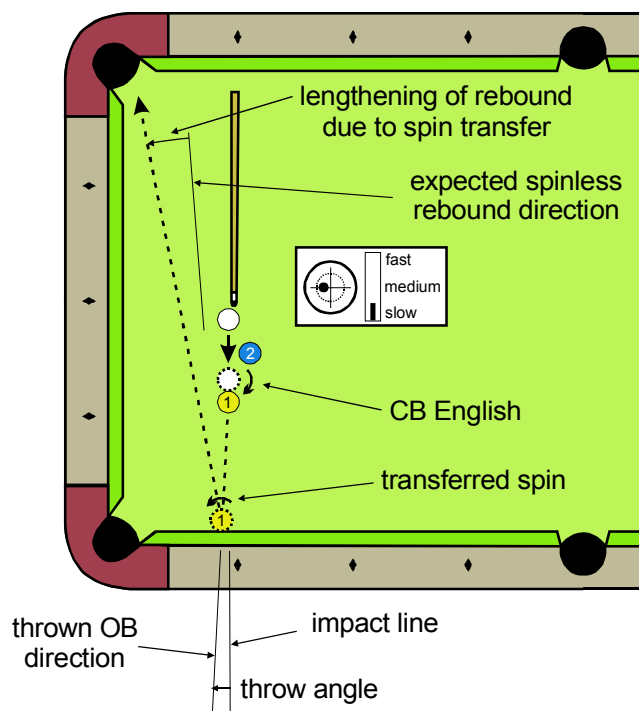 lengthening of rebound
due to spin transfer
expected spinless
rebound direction
fast
medium
slow
2
1
CB English
transferred spin
1
impact line
thrown OB
direction
throw angle